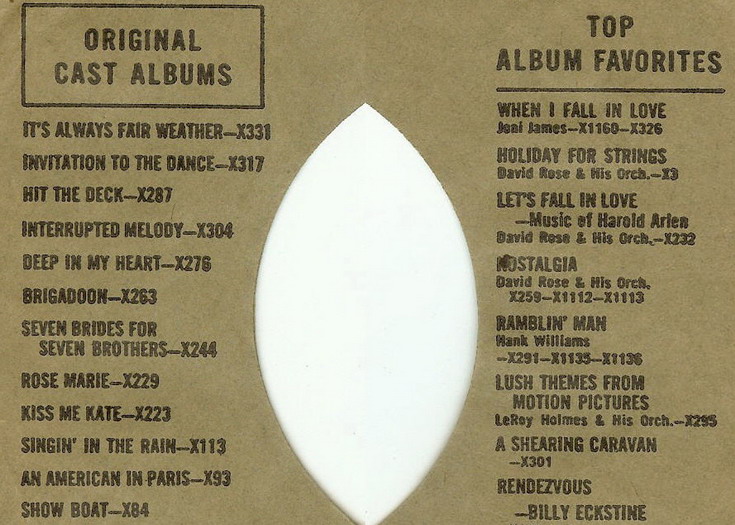 ORIGINAL
CAST ALBUMS
IT'S ALWAYS FAIR WEATHER—X331
INVITATION TO THE DANCE—X317
HIT THE DECK—X287
INTERRUPTED MELODY—X304
DEEP IN MY HEART—X276
BRIGADOON—X263
SEVEN BRIDES FOR
SEVEN BROTHERS—X244
ROSE MARIE—X229
KISS ME KATE—X223
SINGIN' IN THE RAIN—X113
AN AMERICAN IN PARIS—X93
SHOW BOAT—X84
TOP
ALBUM FAVORITES
WHEN I FALL IN LOVE
Joni James—X1160—X326
HOLIDAY FOR STRINGS
David Rose & His Orch.—X3
LET'S FALL IN LOVE
—Music of Harold Arlen
David Rose & His Orch.—X232
NOSTALGIA
David Rose & His Orch.
X259—X1112—X1113
RAMBLIN' MAN
Hank Williams
—X291—X1135—X1136
LUSH THEMES FROM
MOTION PICTURES
LeRoy Holmes & His Orch.—X295
A SHEARING CARAVAN
—X301
RENDEZVOUS
—BILLY ECKSTINE